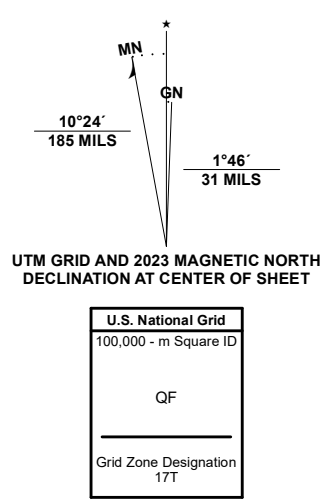 ★
MN
GN
10°24´
185 MILS
1°46´
31 MILS
UTM GRID AND 2023 MAGNETIC NORTH
DECLINATION AT CENTER OF SHEET
U.S. National Grid
100,000 - m Square ID
QF
Grid Zone Designation
17T